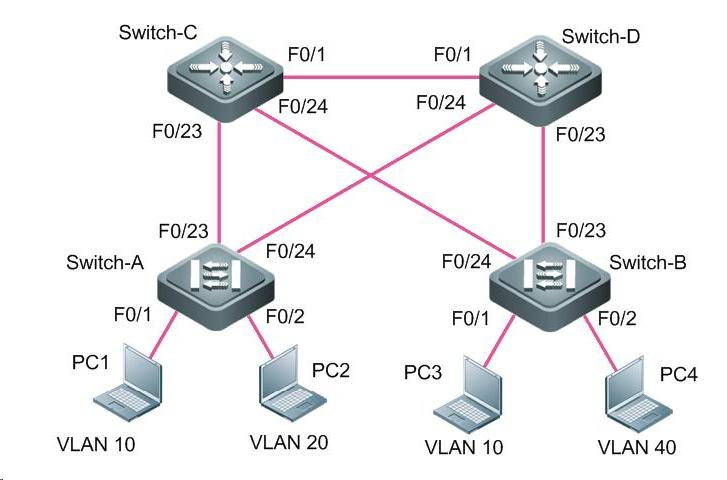 Switch-C
Switch-D
F0/1
F0/1
F0/24
F0/24
F0/23
F0/23
F0/23
F0/23
Switch-A
F0/24
F0/24
Switch-B
F0/1
F0/2
F0/1
F0/2
PC1
PC2
PC3
PC4
VLAN 10
VLAN 20
VLAN 10
VLAN 40